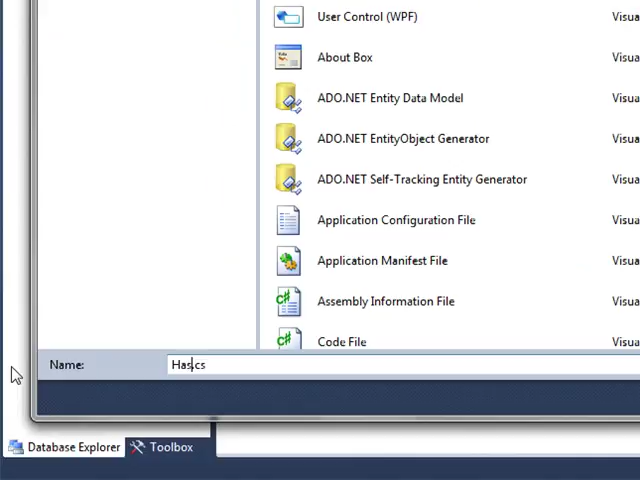 User Control (WPF) Visua
About Box Visua
ADO.NET Entity Data Model Visua
ADO.NET EntityObject Generator Visua
ADO.NET Self-Tracking Entity Generator Visua
Application Configuration File Visua
Application Manifest File Visua
Assembly Information File Visua
Code File Visua
Name: Has.cs
Database Explorer Toolbox